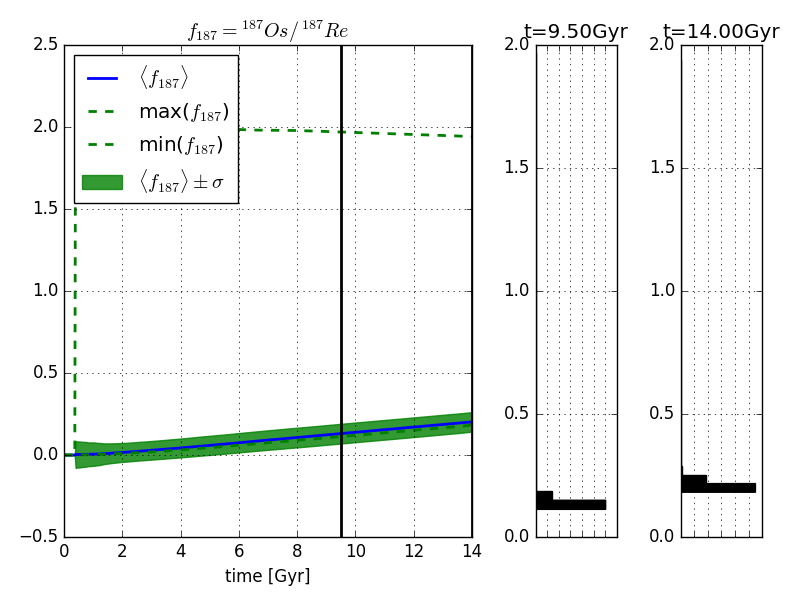 f₁₈₇ = ¹⁸⁷Os/¹⁸⁷Re
t=9.50Gyr
t=14.00Gyr
⟨f₁₈₇⟩
max(f₁₈₇)
min(f₁₈₇)
⟨f₁₈₇⟩ ± σ
2.5
2.0
1.5
1.0
0.5
0.0
−0.5
0 2 4 6 8 10 12 14
time [Gyr]
2.0
1.5
1.0
0.5
0.0
2.0
1.5
1.0
0.5
0.0